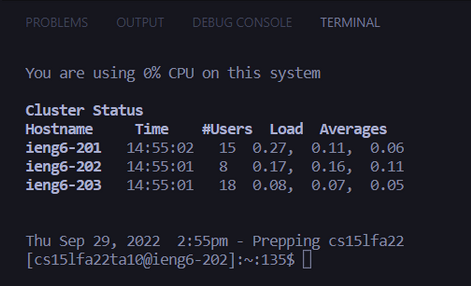 PROBLEMS OUTPUT DEBUG CONSOLE TERMINAL
You are using 0% CPU on this system
Cluster Status
Hostname Time #Users Load Averages
ieng6-201 14:55:02 15 0.27, 0.11, 0.06
ieng6-202 14:55:01 8 0.17, 0.16, 0.11
ieng6-203 14:55:01 18 0.08, 0.07, 0.05
Thu Sep 29, 2022 2:55pm - Prepping cs15lfa22
[cs15lfa22ta10@ieng6-202]:~:135$